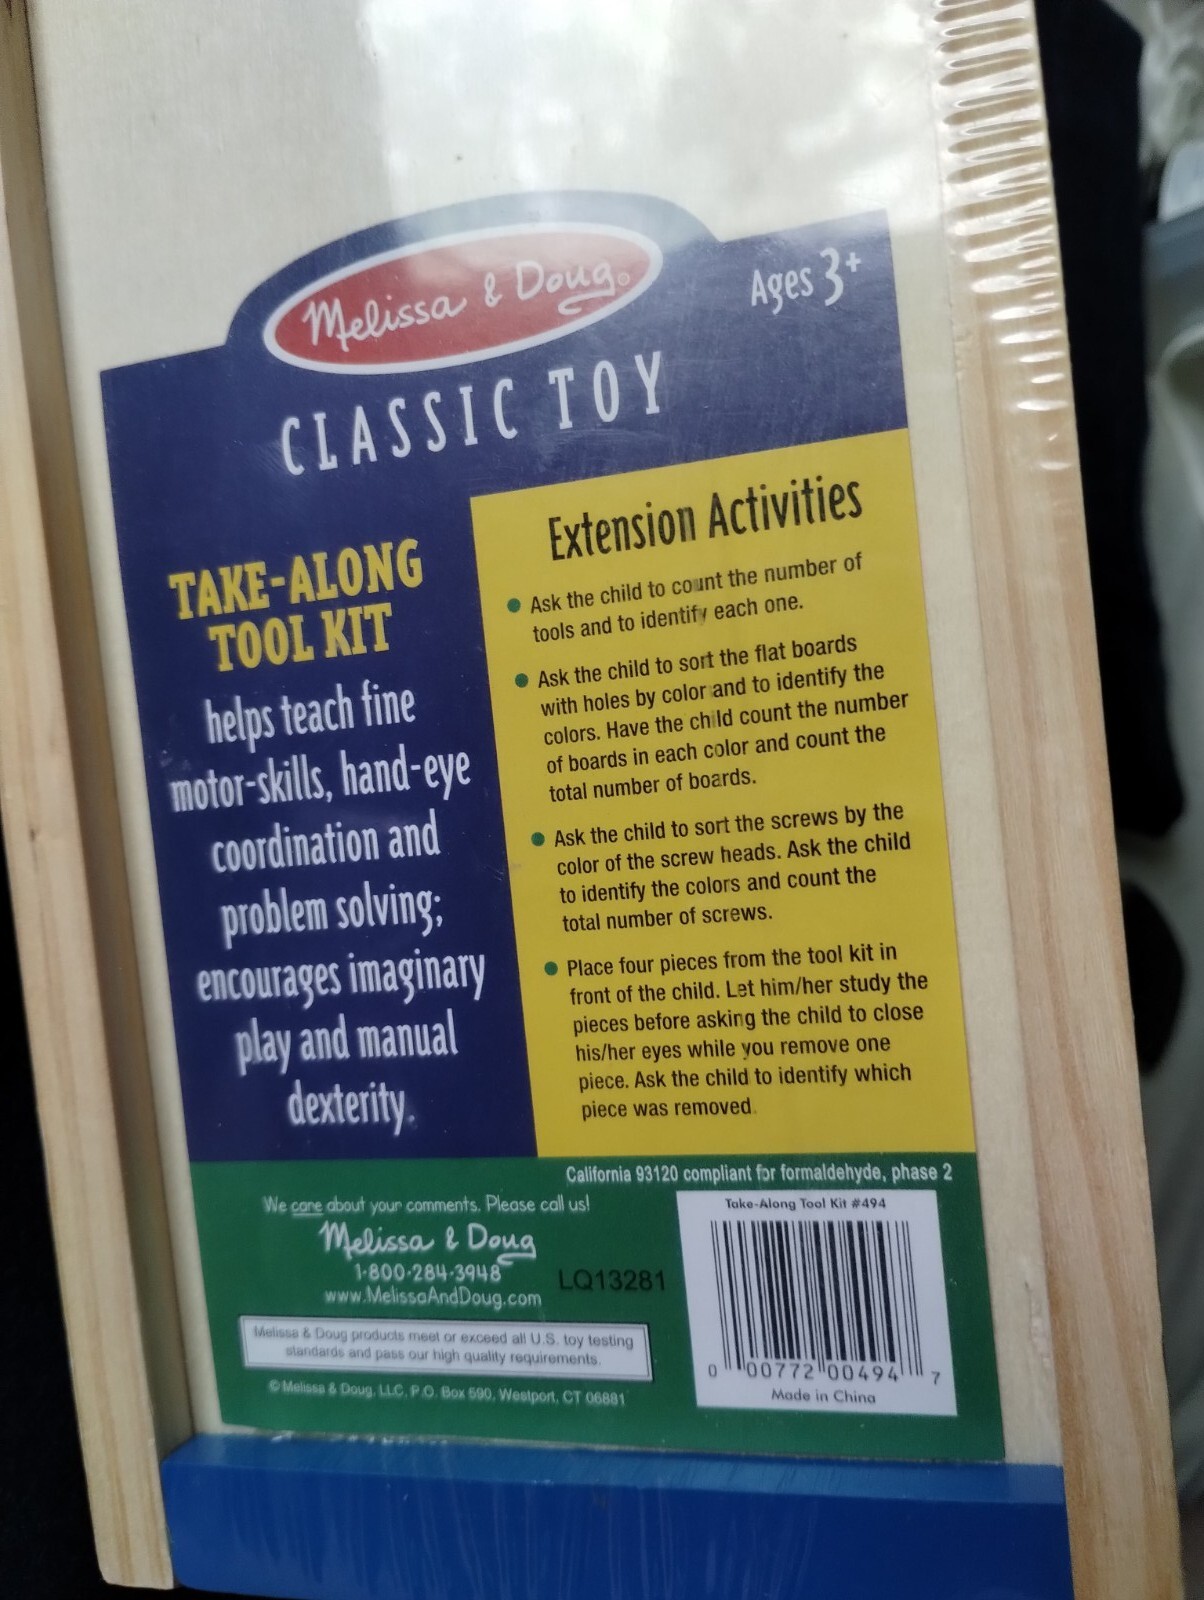 Melissa & Doug®
Ages 3+
CLASSIC TOY
TAKE-ALONG
TOOL KIT
helps teach fine
motor-skills, hand-eye
coordination and
problem solving;
encourages imaginary
play and manual
dexterity.
Extension Activities
• Ask the child to count the number of
tools and to identify each one.
• Ask the child to sort the flat boards
with holes by color and to identify the
colors. Have the child count the number
of boards in each color and count the
total number of boards.
• Ask the child to sort the screws by the
color of the screw heads. Ask the child
to identify the colors and count the
total number of screws.
• Place four pieces from the tool kit in
front of the child. Let him/her study the
pieces before asking the child to close
his/her eyes while you remove one
piece. Ask the child to identify which
piece was removed.
California 93120 compliant for formaldehyde, phase 2
We care about your comments. Please call us!
Melissa & Doug
1-800-284-3948
www.MelissaAndDoug.com
LQ13281
Melissa & Doug products meet or exceed all U.S. toy testing
standards and pass our high quality requirements.
© Melissa & Doug, LLC. P.O. Box 590, Westport, CT 06881
Take-Along Tool Kit #494
0 00772 00494 7
Made in China